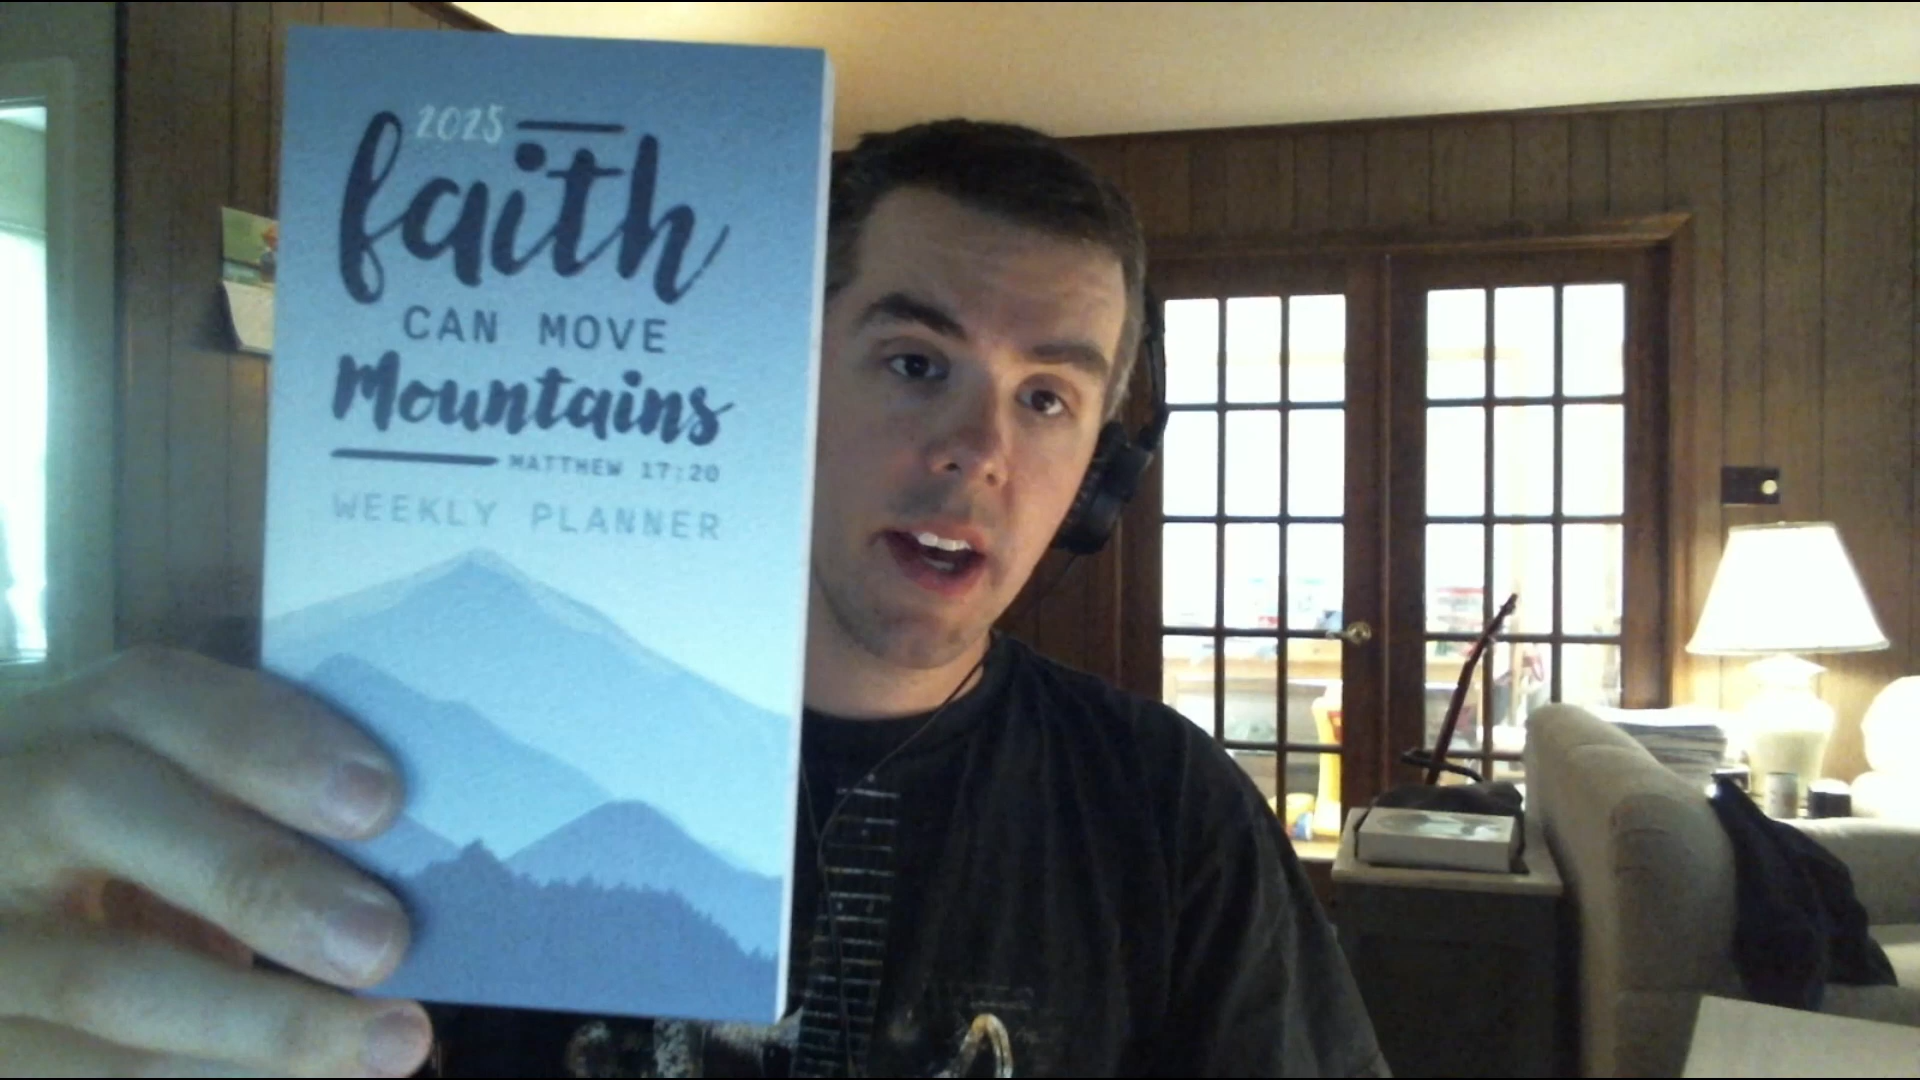 2025
faith
CAN MOVE
Mountains
MATTHEW 17:20
WEEKLY PLANNER